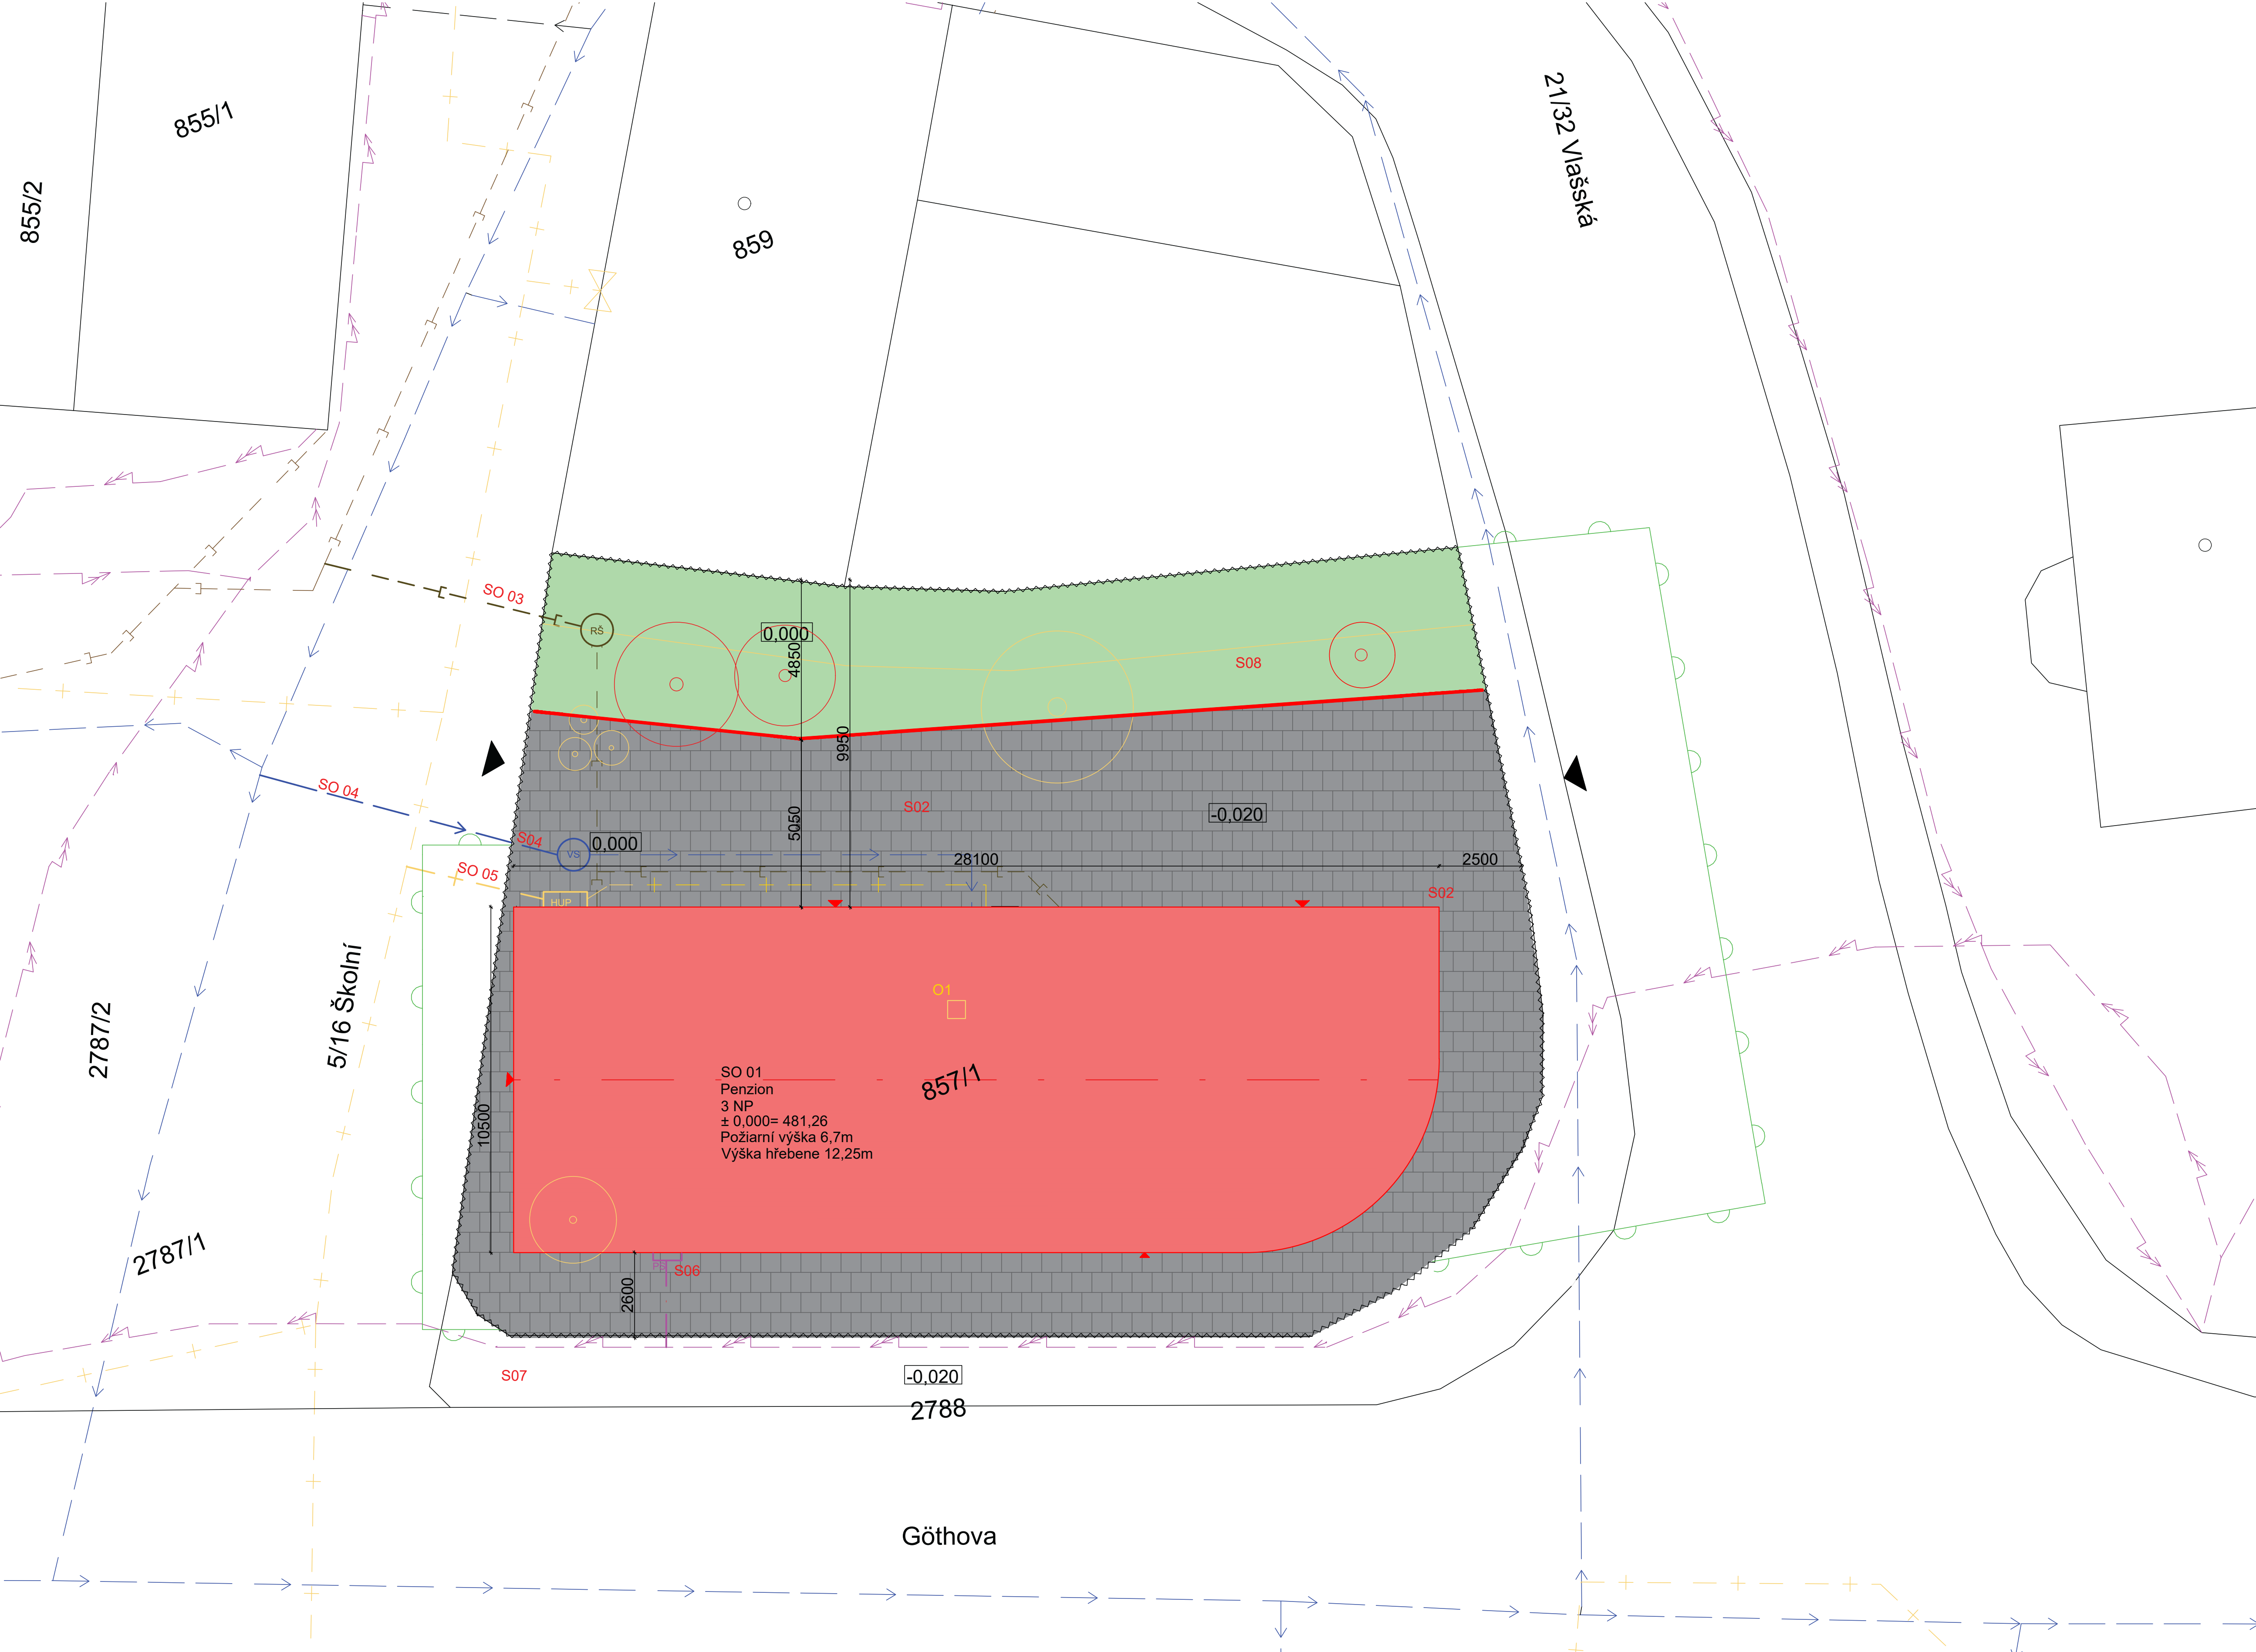 855/1
21/32 Vlašská
855/2
859
SO 03
RŠ
0,000
4850
S08
9950
SO 04
S02
-0,020
5050
S04
0,000
VS
28100
2500
SO 05
HUP
S02
5/16 Školní
O1
2787/2
857/1
SO 01
Penzion
3 NP
± 0,000= 481,26
Požiarní výška 6,7m
Výška hřebene 12,25m
10500
2787/1
PS
S06
2600
S07
-0,020
2788
Göthova